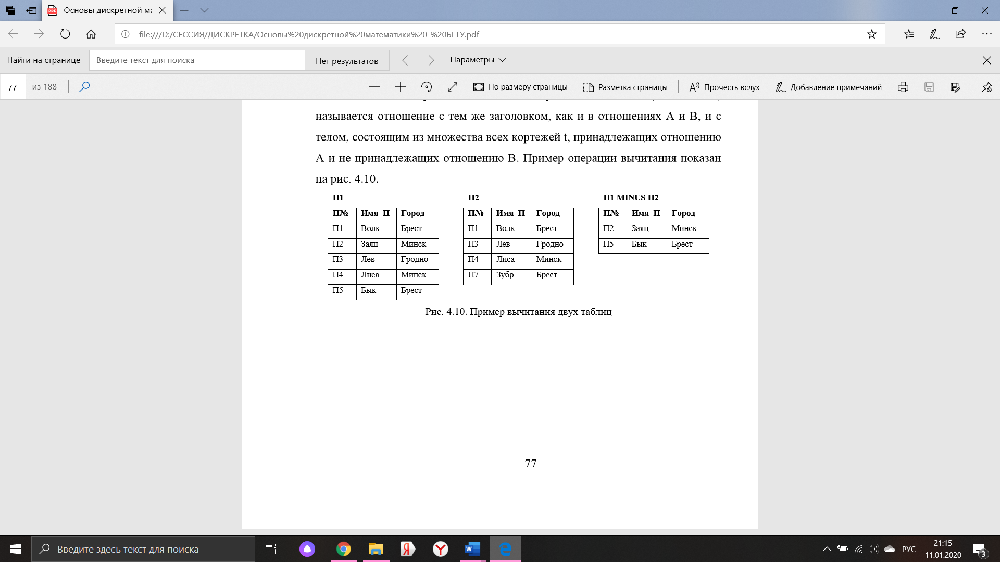 Основы дискретной ма
file:///D:/СЕССИЯ/ДИСКРЕТКА/Основы%20дискретной%20математики%20-%20БГТУ.pdf
Найти на странице Введите текст для поиска Нет результатов Параметры
77 из 188 По размеру страницы Разметка страницы Прочесть вслух Добавление примечаний
называется отношение с тем же заголовком, как и в отношениях А и В, и с
телом, состоящим из множества всех кортежей t, принадлежащих отношению
А и не принадлежащих отношению В. Пример операции вычитания показан
на рис. 4.10.
П1
П№ Имя_П Город
П1 Волк Брест
П2 Заяц Минск
П3 Лев Гродно
П4 Лиса Минск
П5 Бык Брест
П2
П№ Имя_П Город
П1 Волк Брест
П3 Лев Гродно
П4 Лиса Минск
П7 Зубр Брест
П1 MINUS П2
П№ Имя_П Город
П2 Заяц Минск
П5 Бык Брест
Рис. 4.10. Пример вычитания двух таблиц
77
Введите здесь текст для поиска
РУС
21:15
11.01.2020
3